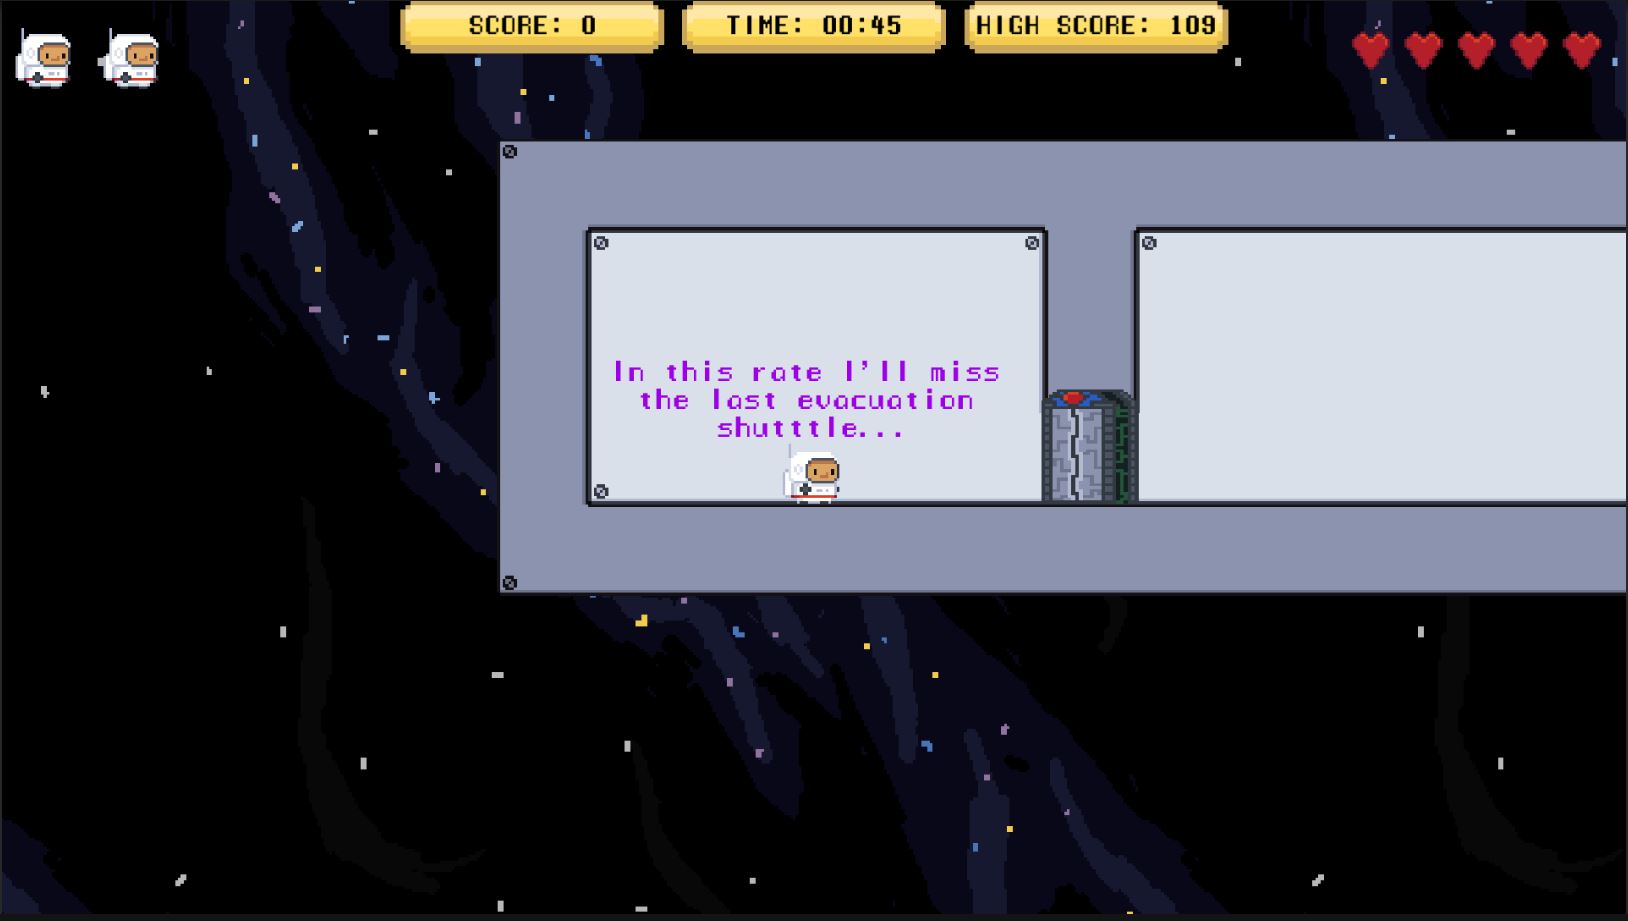 SCORE: 0
TIME: 00:45
HIGH SCORE: 109
In this rate I'll miss
the last evacuation
shutttle...